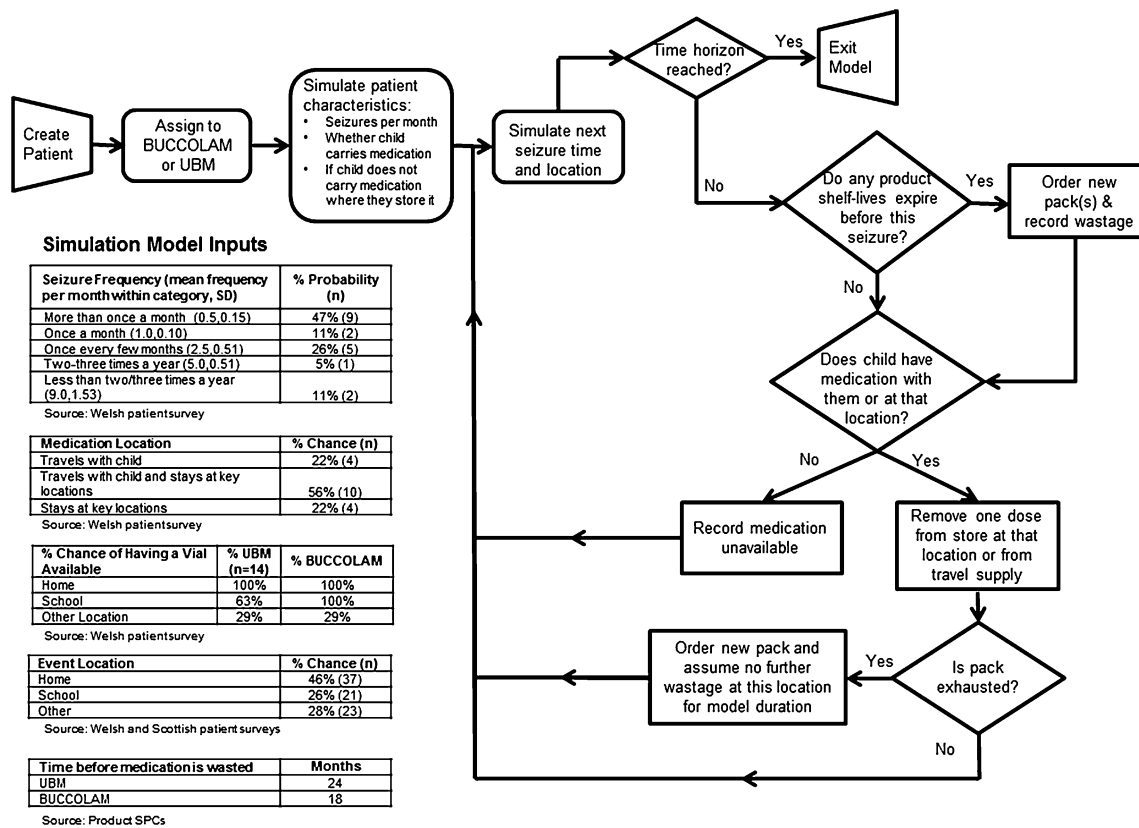 Create
Patient
Assign to
BUCCOLAM
or UBM
Simulate patient
characteristics:
• Seizures per month
• Whether child
carries medication
• If child does not
carry medication
where they store it
Simulate next
seizure time
and location
Time horizon
reached?
Yes
Exit
Model
No
Do any product
shelf-lives expire
before this
seizure?
Yes
Order new
pack(s) &
record wastage
No
Does child have
medication with
them or at that
location?
No
Yes
Record medication
unavailable
Remove one dose
from store at that
location or from
travel supply
Is pack
exhausted?
Yes
Order new pack and
assume no further
wastage at this location
for model duration
No
Simulation Model Inputs
Seizure Frequency (mean frequency % Probability
per month within category, SD) (n)
More than once a month (0.5,0.15) 47% (9)
Once a month (1.0,0.10) 11% (2)
Once every few months (2.5,0.51) 26% (5)
Two-three times a year (5.0,0.51) 5% (1)
Less than two/three times a year
(9.0,1.53) 11% (2)
Source: Welsh patient survey
Medication Location % Chance (n)
Travels with child 22% (4)
Travels with child and stays at key
locations 56% (10)
Stays at key locations 22% (4)
Source: Welsh patient survey
% Chance of Having a Vial % UBM % BUCCOLAM
Available (n=14)
Home 100% 100%
School 63% 100%
Other Location 29% 29%
Source: Welsh patient survey
Event Location % Chance (n)
Home 46% (37)
School 26% (21)
Other 28% (23)
Source: Welsh and Scottish patient surveys
Time before medication is wasted Months
UBM 24
BUCCOLAM 18
Source: Product SPCs